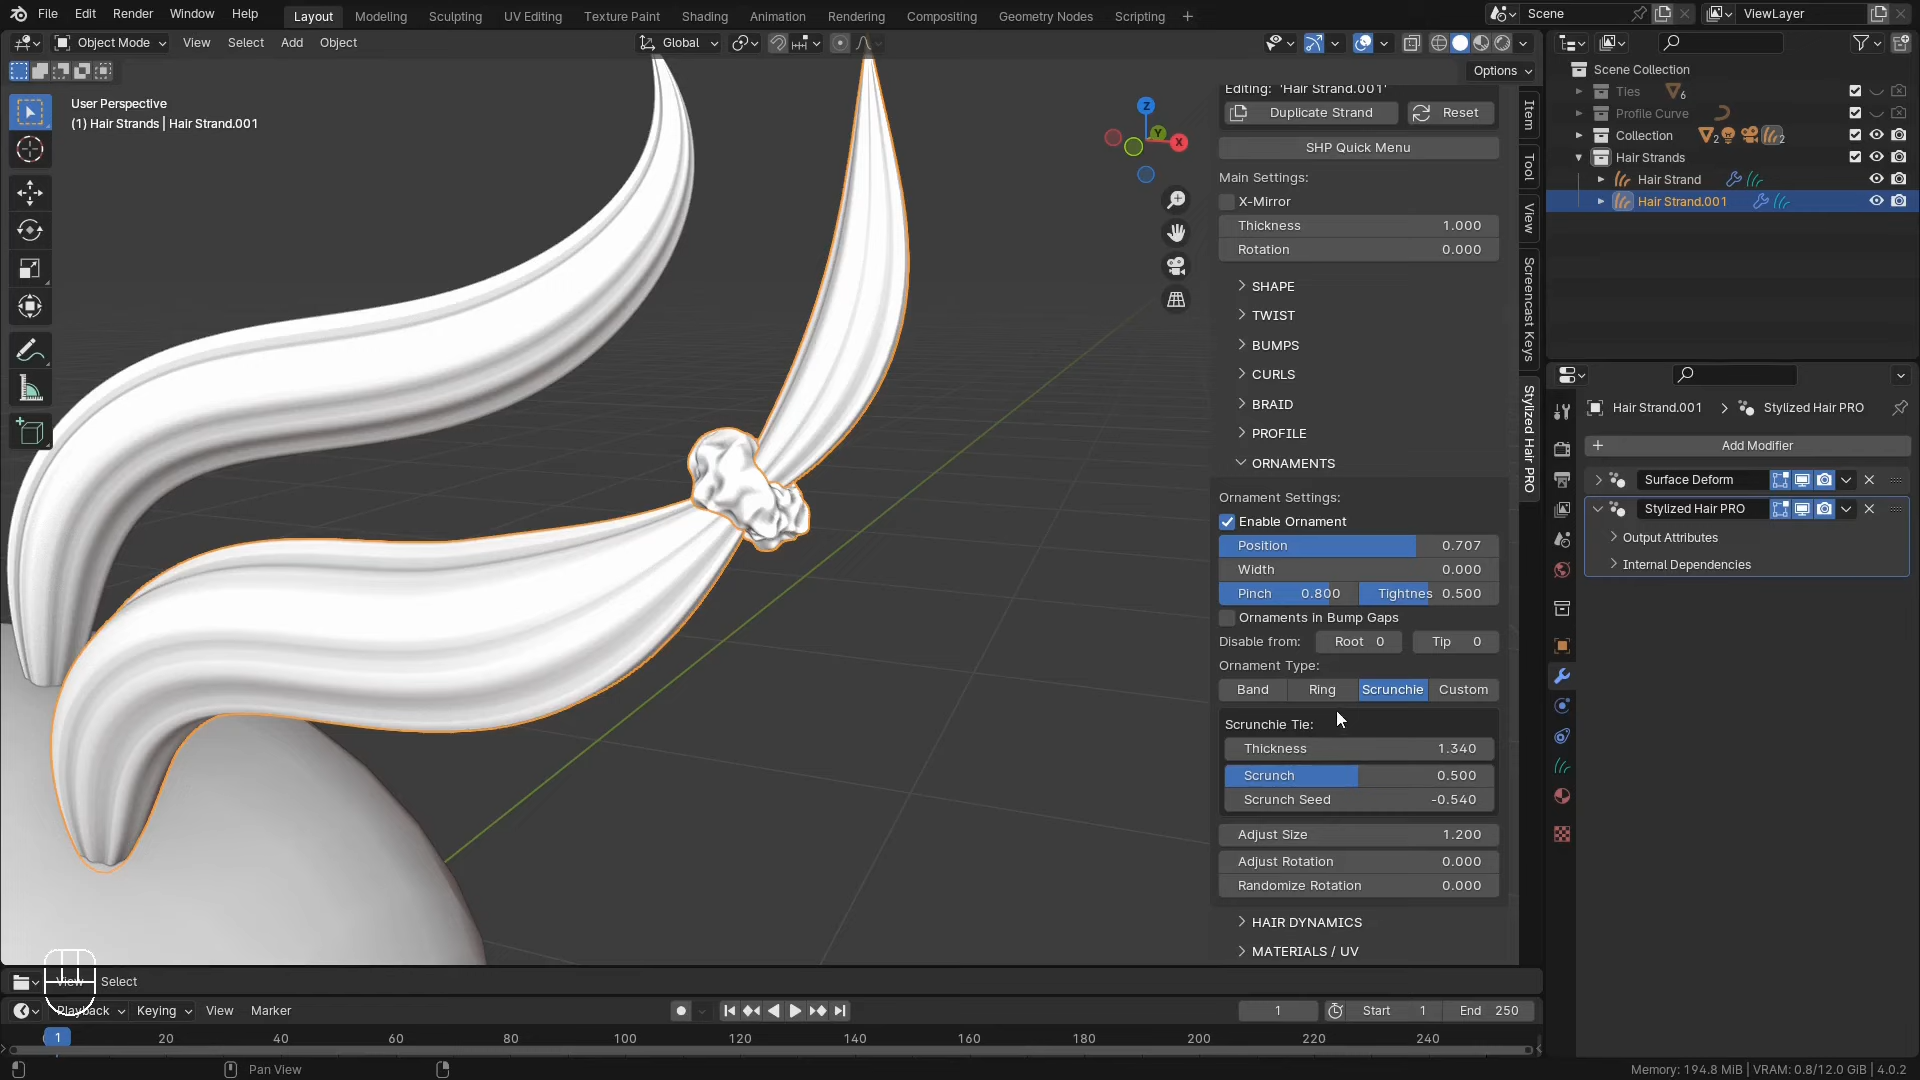 File Edit Render Window Help Layout Modeling Sculpting UV Editing Texture Paint Shading Animation Rendering Compositing Geometry Nodes Scripting + Scene ViewLayer
Object Mode View Select Add Object Global
Options
User Perspective
(1) Hair Strands | Hair Strand.001
Z
Y
X
Editing: 'Hair Strand.001'
Duplicate Strand Reset
SHP Quick Menu
Main Settings:
X-Mirror
Thickness 1.000
Rotation 0.000
SHAPE
TWIST
BUMPS
CURLS
BRAID
PROFILE
ORNAMENTS
Ornament Settings:
Enable Ornament
Position 0.707
Width 0.000
Pinch 0.800 Tightnes 0.500
Ornaments in Bump Gaps
Disable from: Root 0 Tip 0
Ornament Type:
Band Ring Scrunchie Custom
Scrunchie Tie:
Thickness 1.340
Scrunch 0.500
Scrunch Seed -0.540
Adjust Size 1.200
Adjust Rotation 0.000
Randomize Rotation 0.000
HAIR DYNAMICS
MATERIALS / UV
Item
Tool
View
Screencast Keys
Stylized Hair PRO
Scene Collection
Ties 6
Profile Curve
Collection 2 2
Hair Strands
Hair Strand
Hair Strand.001
Hair Strand.001 > Stylized Hair PRO
+ Add Modifier
Surface Deform
Stylized Hair PRO
Output Attributes
Internal Dependencies
View Select
Playback Keying View Marker 1 Start 1 End 250
1 20 40 60 80 100 120 140 160 180 200 220 240
Pan View
Memory: 194.8 MiB | VRAM: 0.8/12.0 GiB | 4.0.2